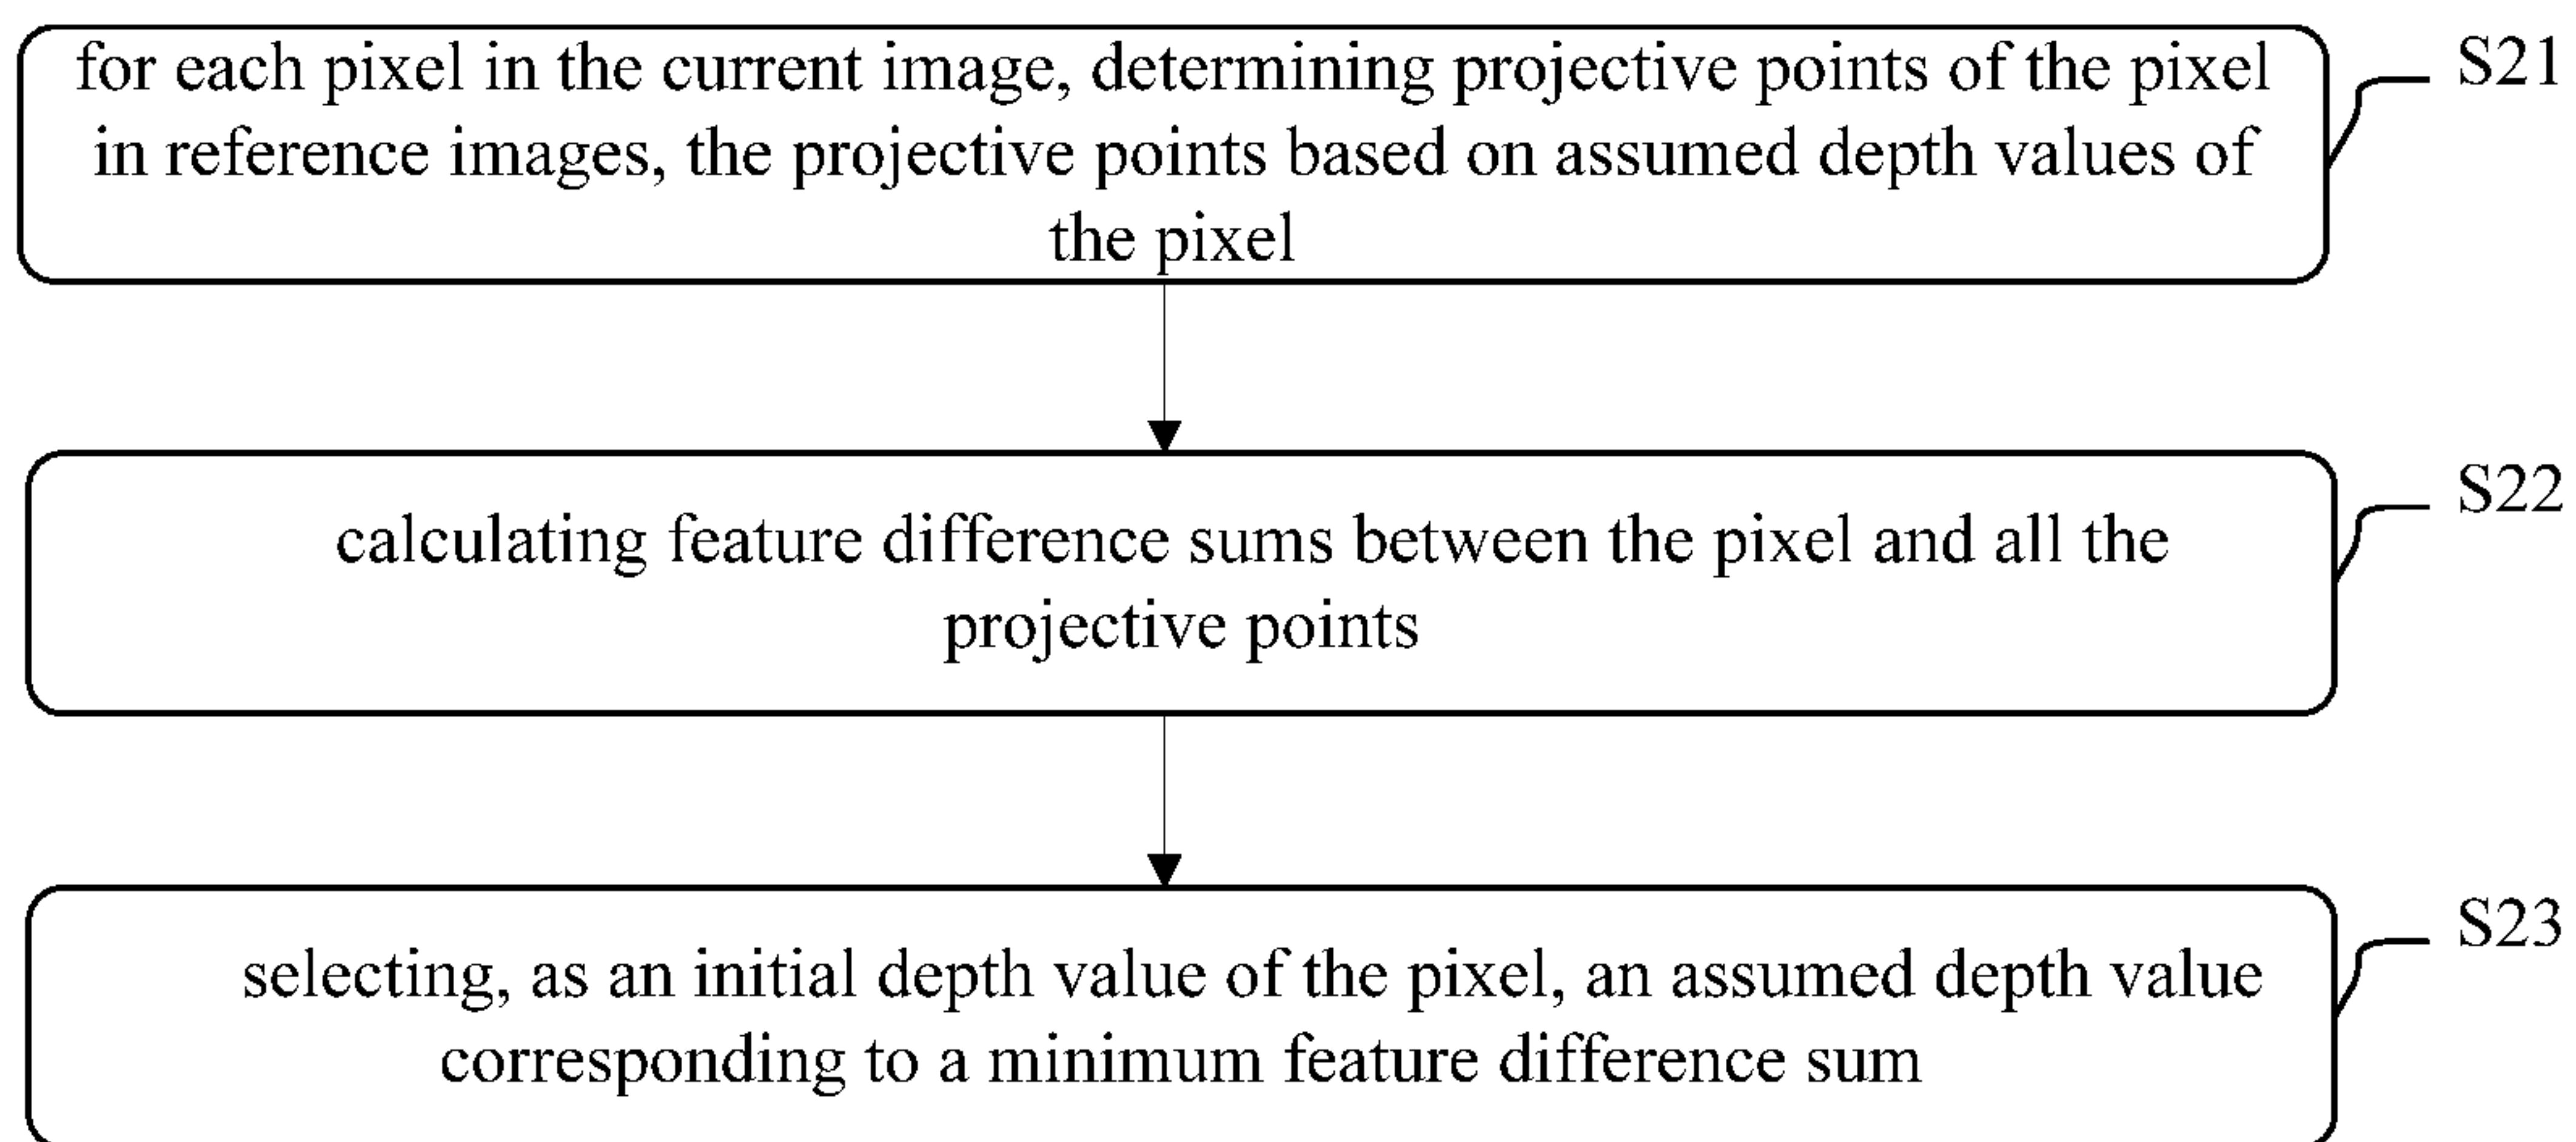 for each pixel in the current image, determining projective points of the pixel
in reference images, the projective points based on assumed depth values of
the pixel
S21
calculating feature difference sums between the pixel and all the
projective points
S22
selecting, as an initial depth value of the pixel, an assumed depth value
corresponding to a minimum feature difference sum
S23